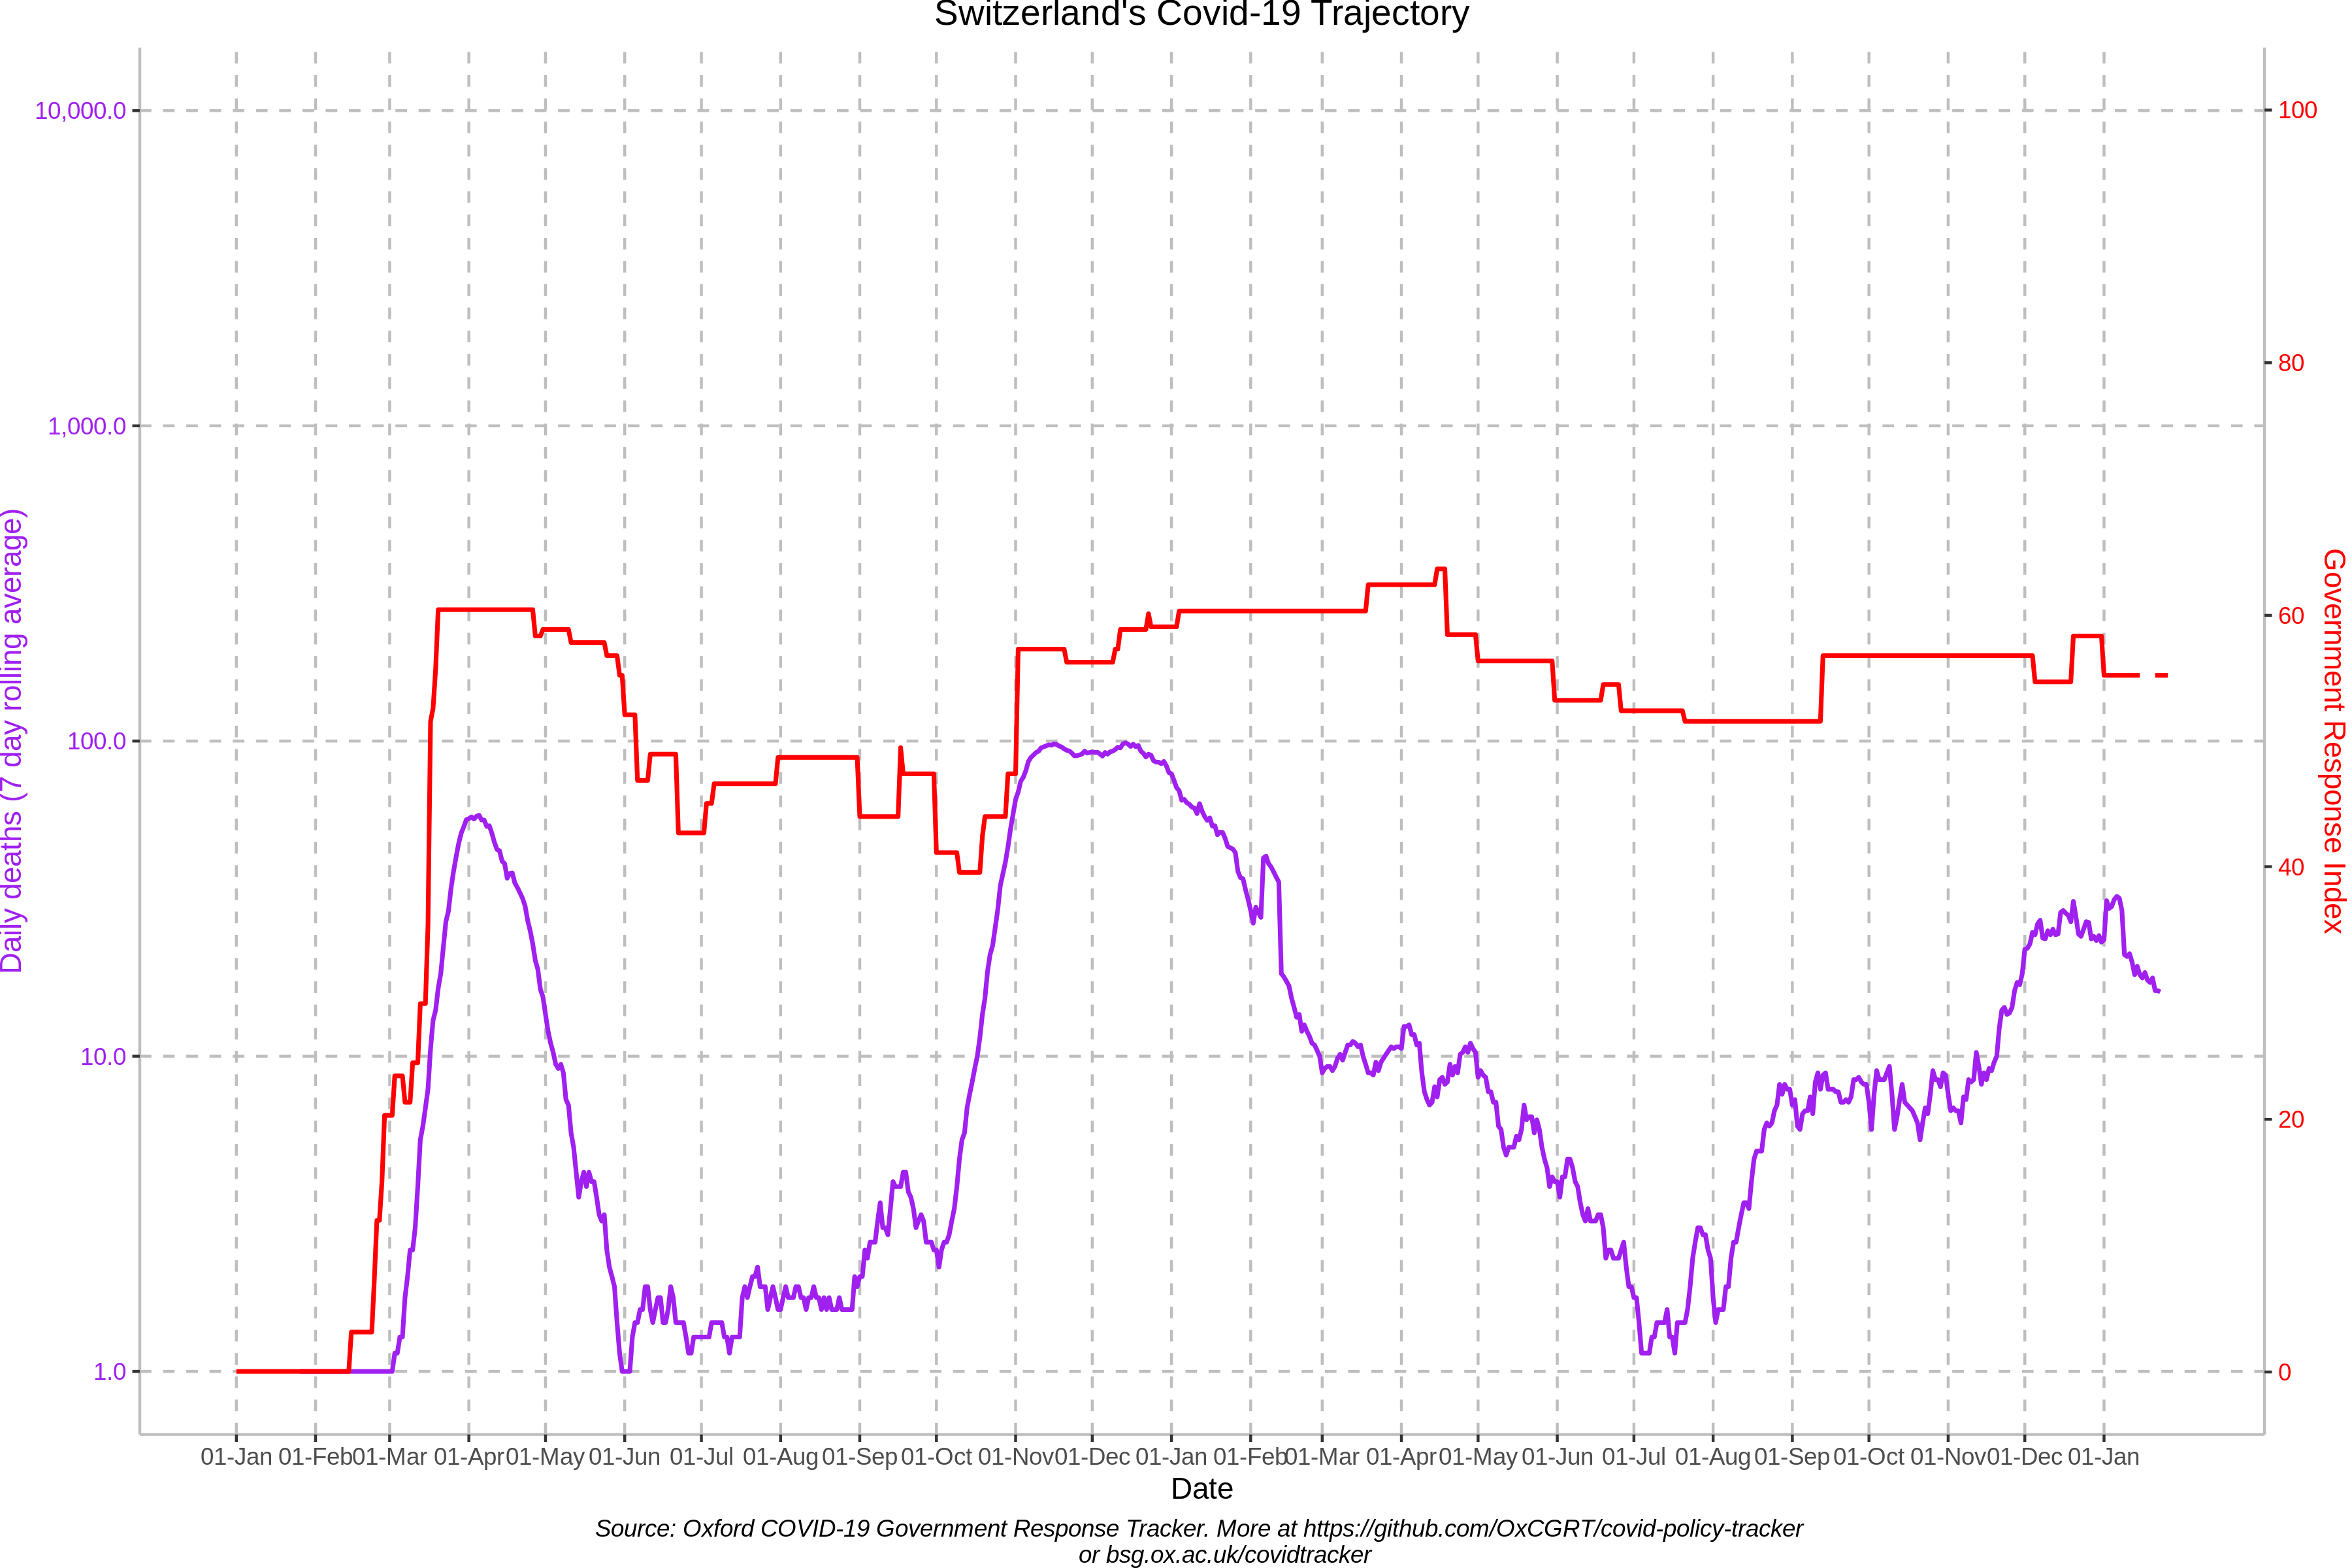 Switzerland's Covid-19 Trajectory
10,000.0
1,000.0
100.0
10.0
1.0
Daily deaths (7 day rolling average)
100
80
60
40
20
0
Government Response Index
01-Jan 01-Feb 01-Mar 01-Apr 01-May 01-Jun 01-Jul 01-Aug 01-Sep 01-Oct 01-Nov 01-Dec 01-Jan 01-Feb 01-Mar 01-Apr 01-May 01-Jun 01-Jul 01-Aug 01-Sep 01-Oct 01-Nov 01-Dec 01-Jan
Date
Source: Oxford COVID-19 Government Response Tracker. More at https://github.com/OxCGRT/covid-policy-tracker
or bsg.ox.ac.uk/covidtracker